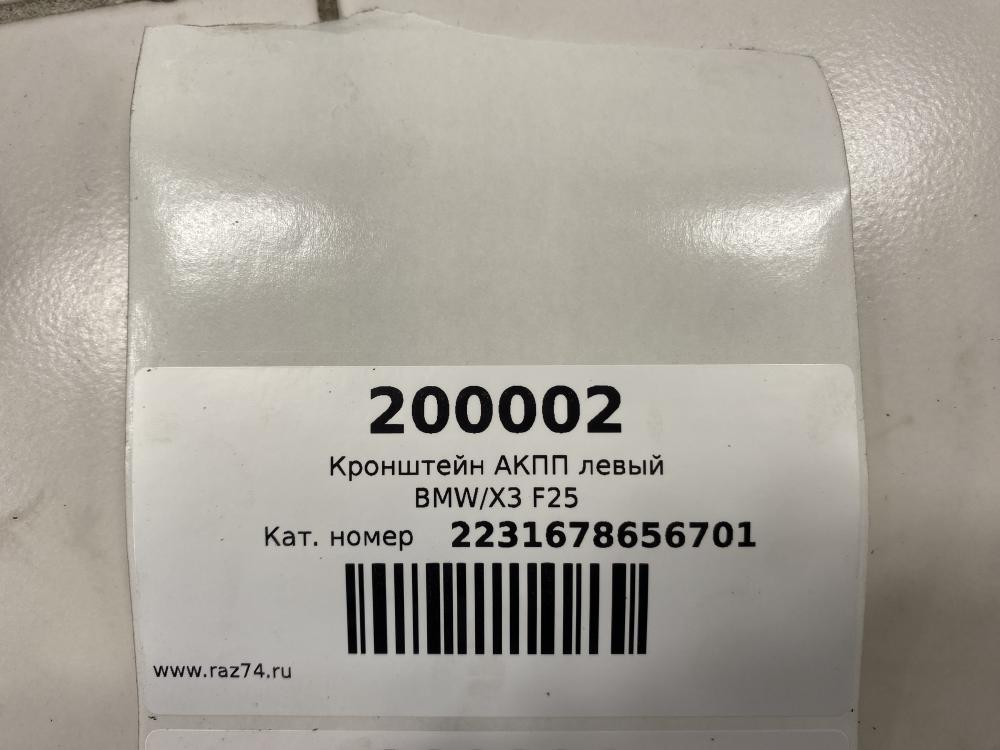 200002
Кронштейн АКПП левый
BMW/X3 F25
Кат. номер 2231678656701
www.raz74.ru